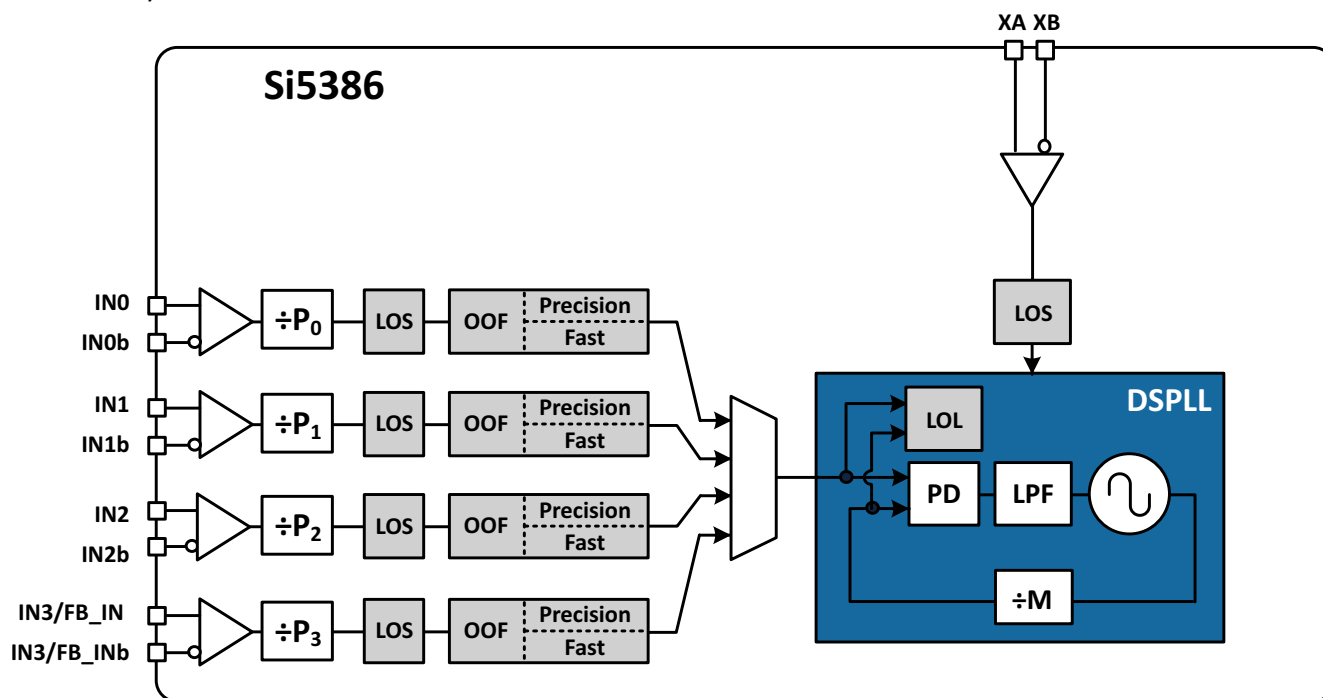 XA XB
Si5386
IN0
IN0b
÷P0
LOS
OOF
Precision
Fast
LOS
IN1
IN1b
÷P1
LOS
OOF
Precision
Fast
DSPLL
LOL
IN2
IN2b
÷P2
LOS
OOF
Precision
Fast
PD
LPF
IN3/FB_IN
IN3/FB_INb
÷P3
LOS
OOF
Precision
Fast
÷M